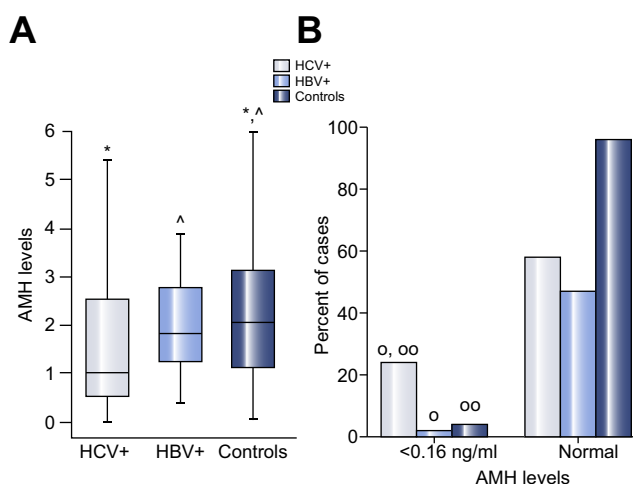 A
B
HCV+
HBV+
Controls
AMH levels
6
5
4
3
2
1
0
*
^
*,^
HCV+ HBV+ Controls
Percent of cases
100
80
60
40
20
0
o, oo
o
oo
<0.16 ng/ml Normal
AMH levels